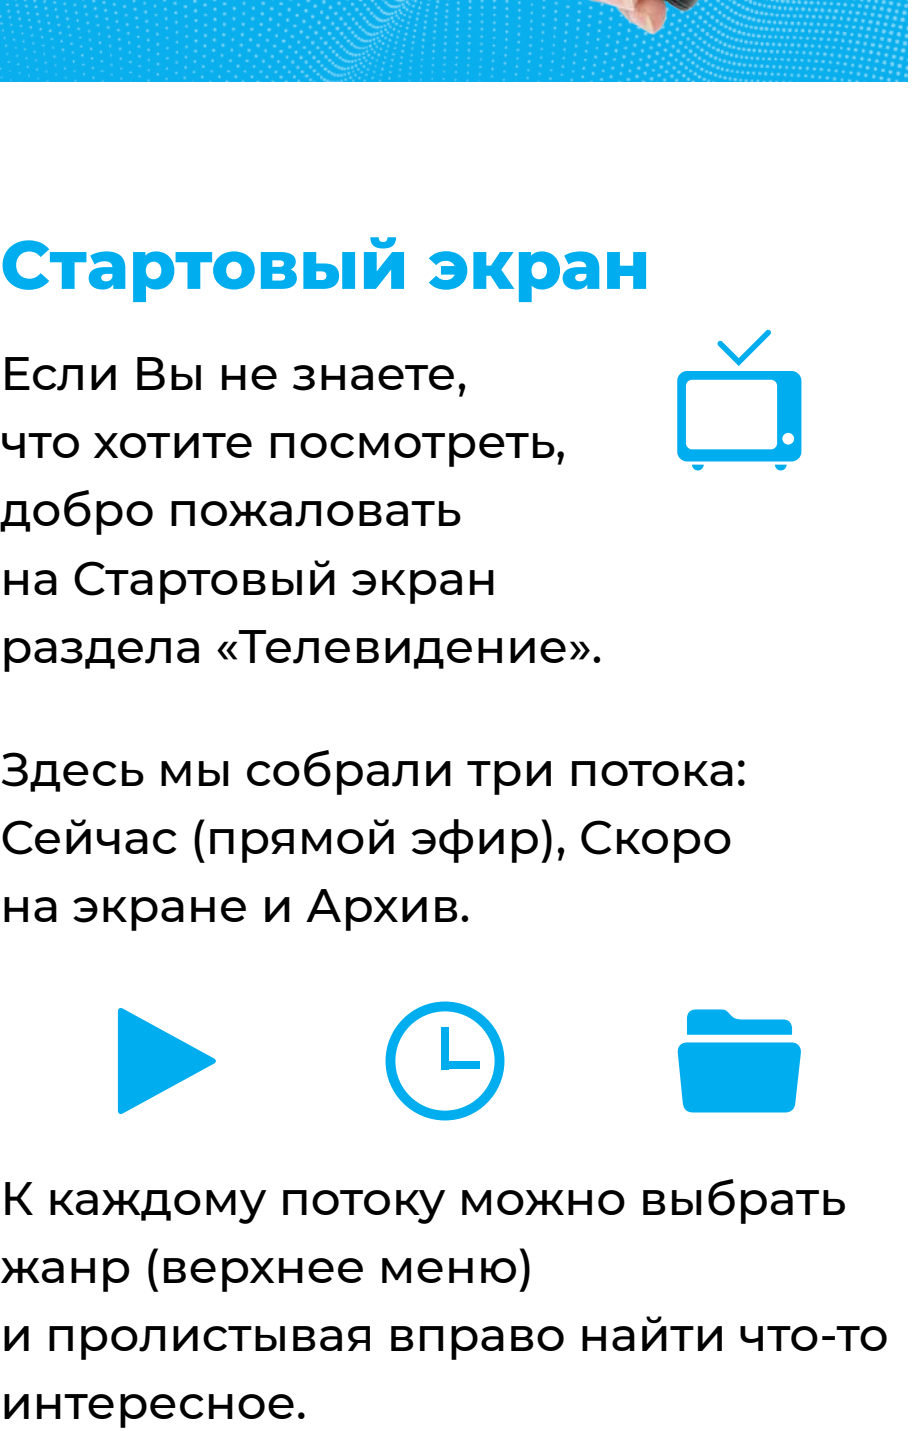 Стартовый экран
Если Вы не знаете,
что хотите посмотреть,
добро пожаловать
на Стартовый экран
раздела «Телевидение».
Здесь мы собрали три потока:
Сейчас (прямой эфир), Скоро
на экране и Архив.
К каждому потоку можно выбрать
жанр (верхнее меню)
и пролистывая вправо найти что-то
интересное.